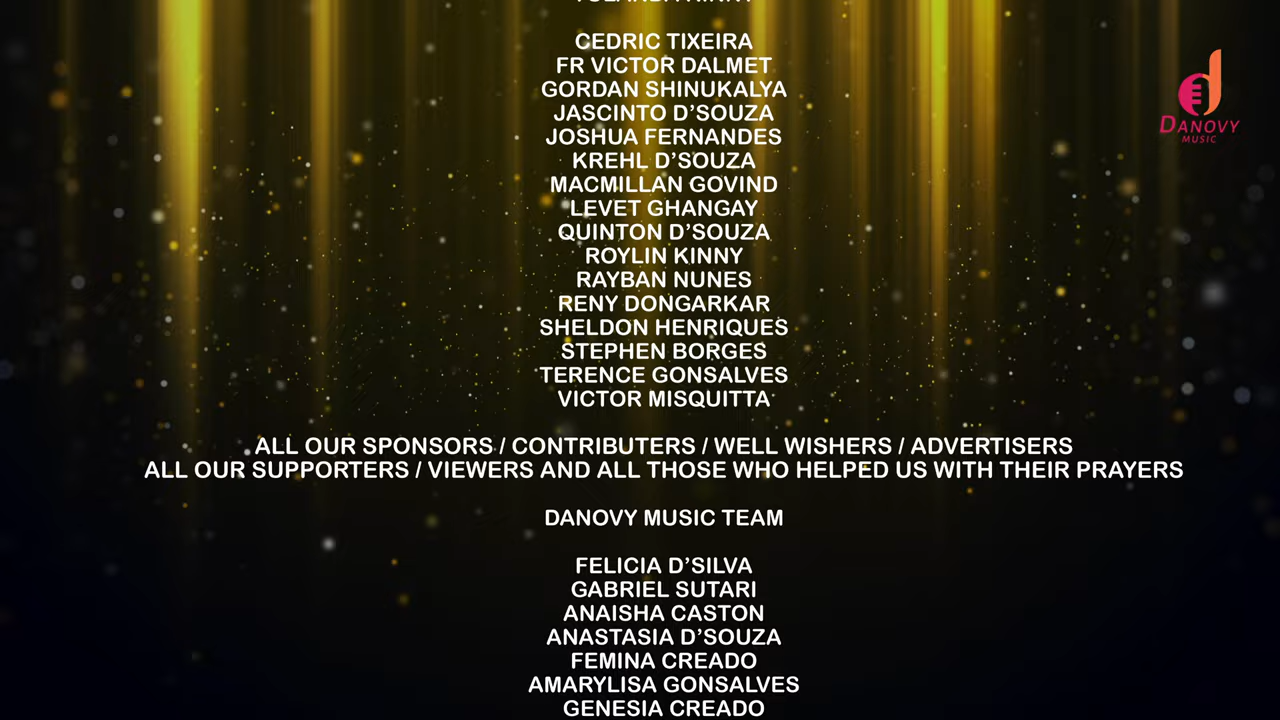 CEDRIC TIXEIRA
FR VICTOR DALMET
GORDAN SHINUKALYA
JASCINTO D’SOUZA
JOSHUA FERNANDES
KREHL D’SOUZA
MACMILLAN GOVIND
LEVET GHANGAY
QUINTON D’SOUZA
ROYLIN KINNY
RAYBAN NUNES
RENY DONGARKAR
SHELDON HENRIQUES
STEPHEN BORGES
TERENCE GONSALVES
VICTOR MISQUITTA
ALL OUR SPONSORS / CONTRIBUTERS / WELL WISHERS / ADVERTISERS
ALL OUR SUPPORTERS / VIEWERS AND ALL THOSE WHO HELPED US WITH THEIR PRAYERS
DANOVY MUSIC TEAM
FELICIA D’SILVA
GABRIEL SUTARI
ANAISHA CASTON
ANASTASIA D’SOUZA
FEMINA CREADO
AMARYLISA GONSALVES
GENESIA CREADO
DANOVY
MUSIC